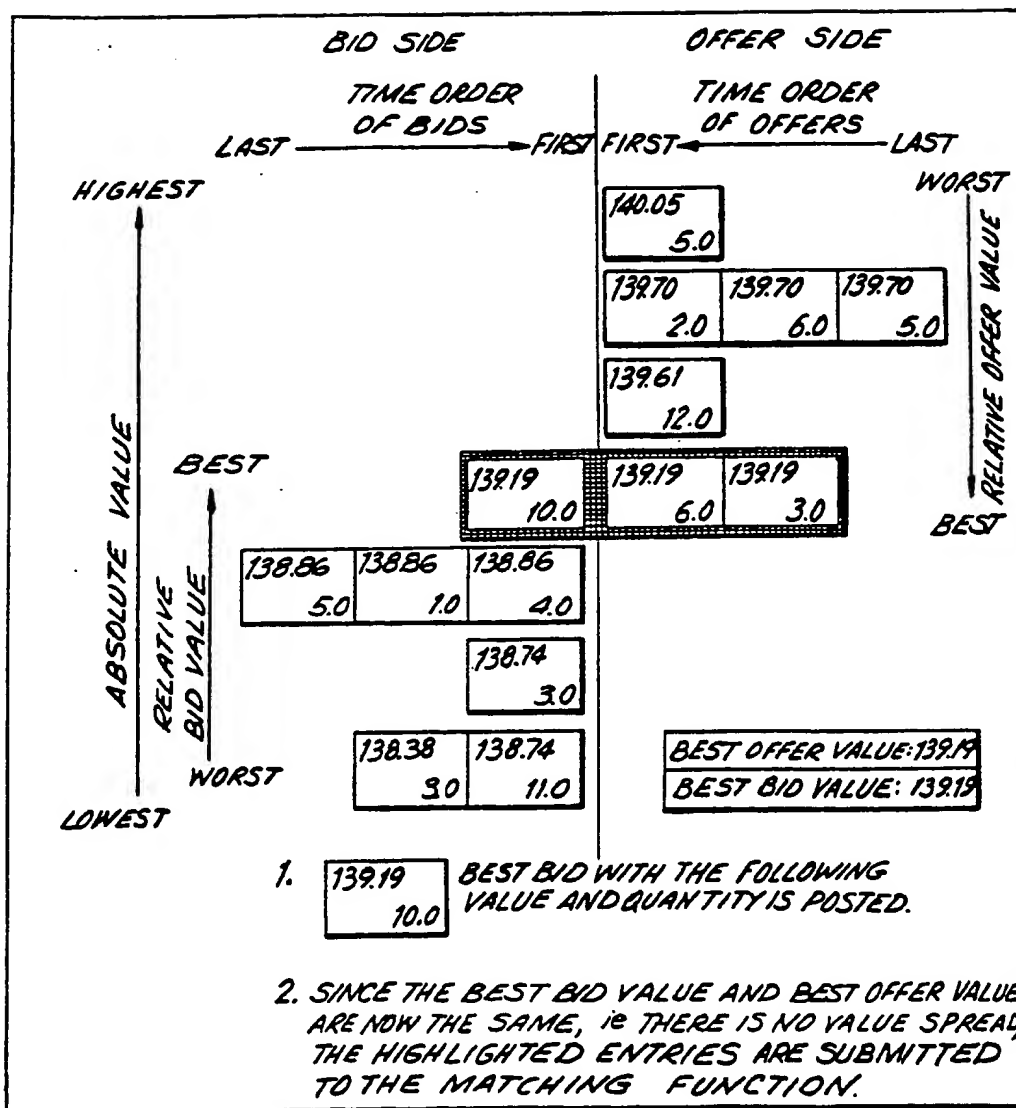 BID SIDE OFFER SIDE
TIME ORDER OF BIDS
TIME ORDER OF OFFERS
LAST FIRST FIRST LAST
HIGHEST WORST
140.05
5.0
139.70 139.70 139.70
2.0 6.0 5.0
139.61
12.0
RELATIVE OFFER VALUE
BEST
139.19 139.19 139.19
10.0 6.0 3.0
BEST
ABSOLUTE VALUE
RELATIVE
BID VALUE
138.86 138.86 138.86
5.0 1.0 4.0
138.74
3.0
138.38 138.74
9.0 11.0
WORST
LOWEST
BEST OFFER VALUE: 139.19
BEST BID VALUE: 139.19
1. 139.19
10.0
BEST BID WITH THE FOLLOWING
VALUE AND QUANTITY IS POSTED.
2. SINCE THE BEST BID VALUE AND BEST OFFER VALUE
ARE NOW THE SAME, ie THERE IS NO VALUE SPREAD,
THE HIGHLIGHTED ENTRIES ARE SUBMITTED
TO THE MATCHING FUNCTION.